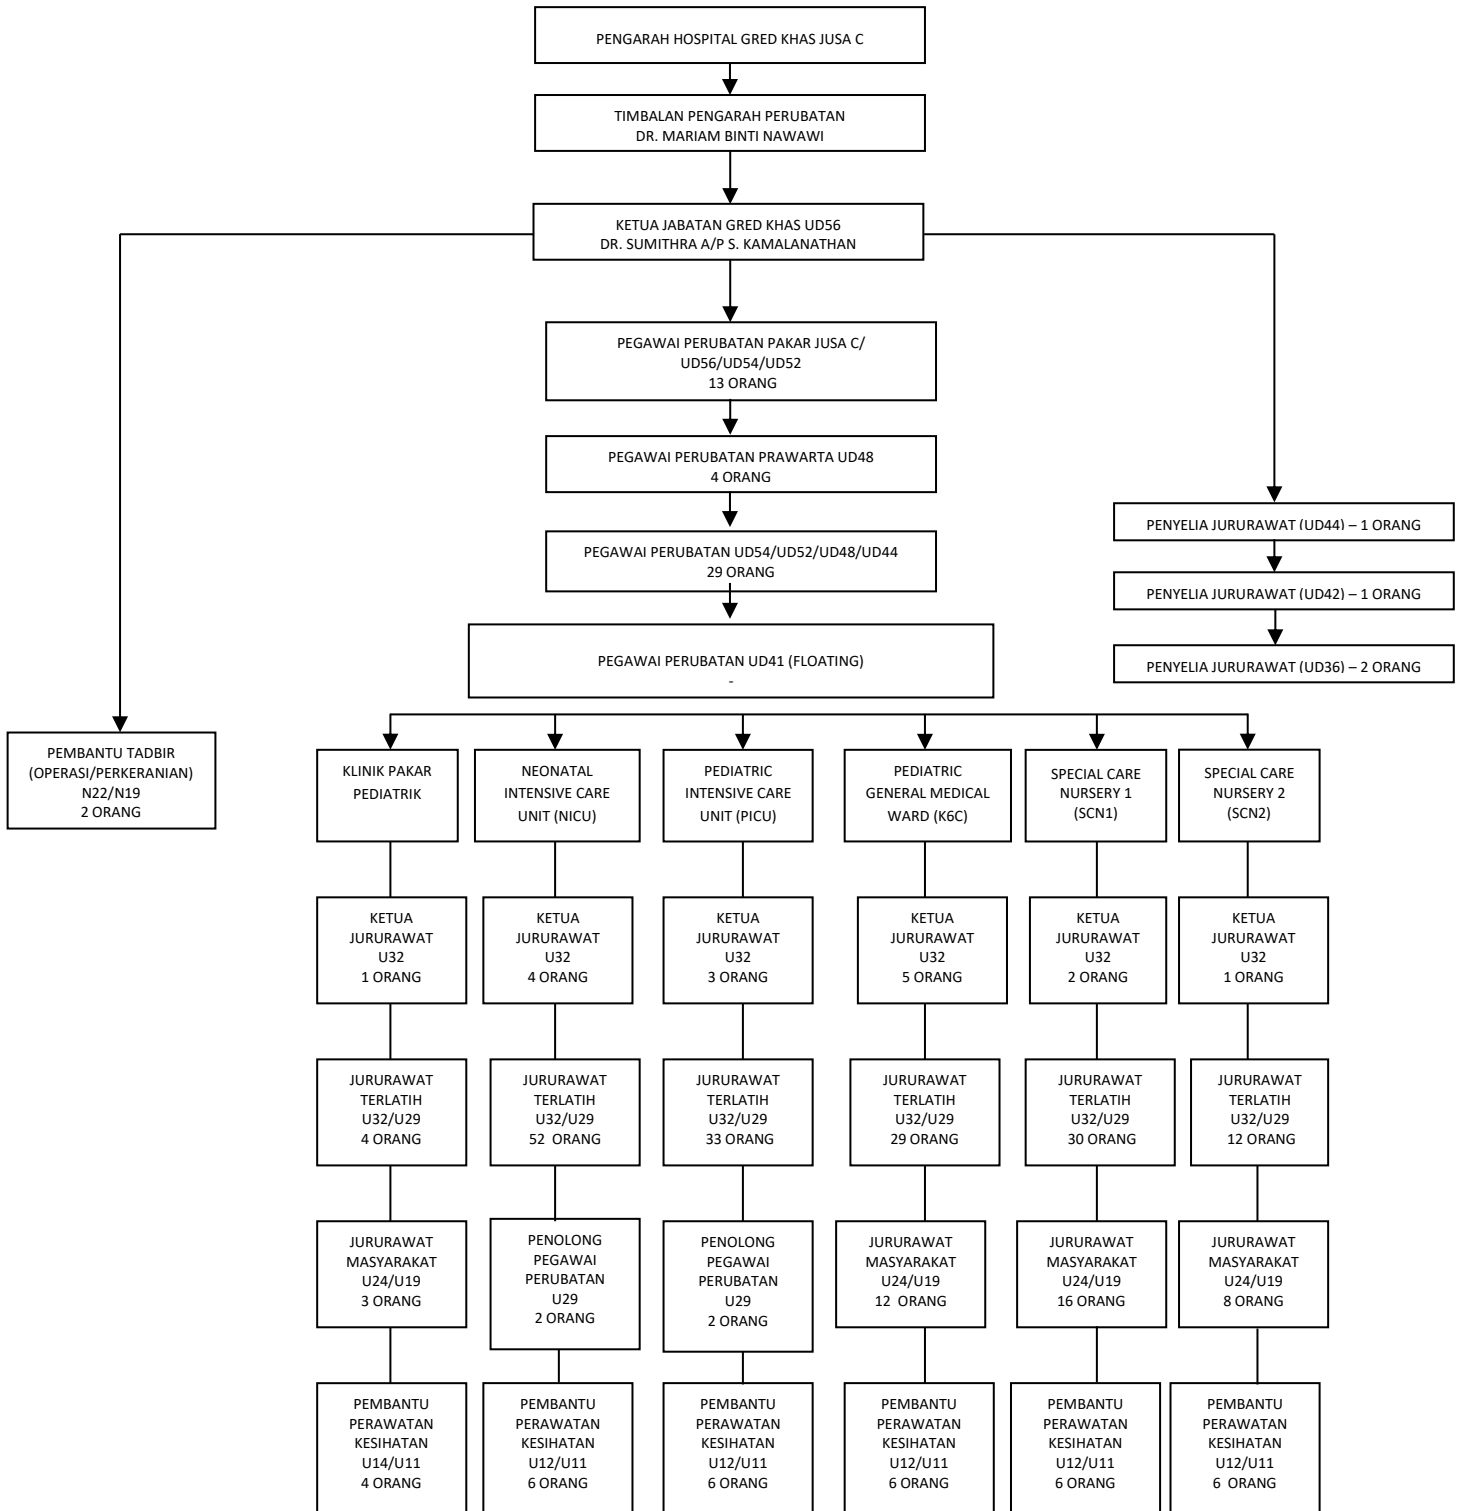 PENGARAH HOSPITAL GRED KHAS JUSA C
TIMBALAN PENGARAH PERUBATAN
DR. MARIAM BINTI NAWAWI
KETUA JABATAN GRED KHAS UD56
DR. SUMITHRA A/P S. KAMALANATHAN
PEGAWAI PERUBATAN PAKAR JUSA C/
UD56/UD54/UD52
13 ORANG
PEGAWAI PERUBATAN PRAWARTA UD48
4 ORANG
PEGAWAI PERUBATAN UD54/UD52/UD48/UD44
29 ORANG
PEGAWAI PERUBATAN UD41 (FLOATING)
-
PENYELIA JURURAWAT (UD44) – 1 ORANG
PENYELIA JURURAWAT (UD42) – 1 ORANG
PENYELIA JURURAWAT (UD36) – 2 ORANG
PEMBANTU TADBIR
(OPERASI/PERKERANIAN)
N22/N19
2 ORANG
KLINIK PAKAR
PEDIATRIK
NEONATAL
INTENSIVE CARE
UNIT (NICU)
PEDIATRIC
INTENSIVE CARE
UNIT (PICU)
PEDIATRIC
GENERAL MEDICAL
WARD (K6C)
SPECIAL CARE
NURSERY 1
(SCN1)
SPECIAL CARE
NURSERY 2
(SCN2)
KETUA
JURURAWAT
U32
1 ORANG
KETUA
JURURAWAT
U32
4 ORANG
KETUA
JURURAWAT
U32
3 ORANG
KETUA
JURURAWAT
U32
5 ORANG
KETUA
JURURAWAT
U32
2 ORANG
KETUA
JURURAWAT
U32
1 ORANG
JURURAWAT
TERLATIH
U32/U29
4 ORANG
JURURAWAT
TERLATIH
U32/U29
52 ORANG
JURURAWAT
TERLATIH
U32/U29
33 ORANG
JURURAWAT
TERLATIH
U32/U29
29 ORANG
JURURAWAT
TERLATIH
U32/U29
30 ORANG
JURURAWAT
TERLATIH
U32/U29
12 ORANG
JURURAWAT
MASYARAKAT
U24/U19
3 ORANG
PENOLONG
PEGAWAI
PERUBATAN
U29
2 ORANG
PENOLONG
PEGAWAI
PERUBATAN
U29
2 ORANG
JURURAWAT
MASYARAKAT
U24/U19
12 ORANG
JURURAWAT
MASYARAKAT
U24/U19
16 ORANG
JURURAWAT
MASYARAKAT
U24/U19
8 ORANG
PEMBANTU
PERAWATAN
KESIHATAN
U14/U11
4 ORANG
PEMBANTU
PERAWATAN
KESIHATAN
U12/U11
6 ORANG
PEMBANTU
PERAWATAN
KESIHATAN
U12/U11
6 ORANG
PEMBANTU
PERAWATAN
KESIHATAN
U12/U11
6 ORANG
PEMBANTU
PERAWATAN
KESIHATAN
U12/U11
6 ORANG
PEMBANTU
PERAWATAN
KESIHATAN
U12/U11
6 ORANG